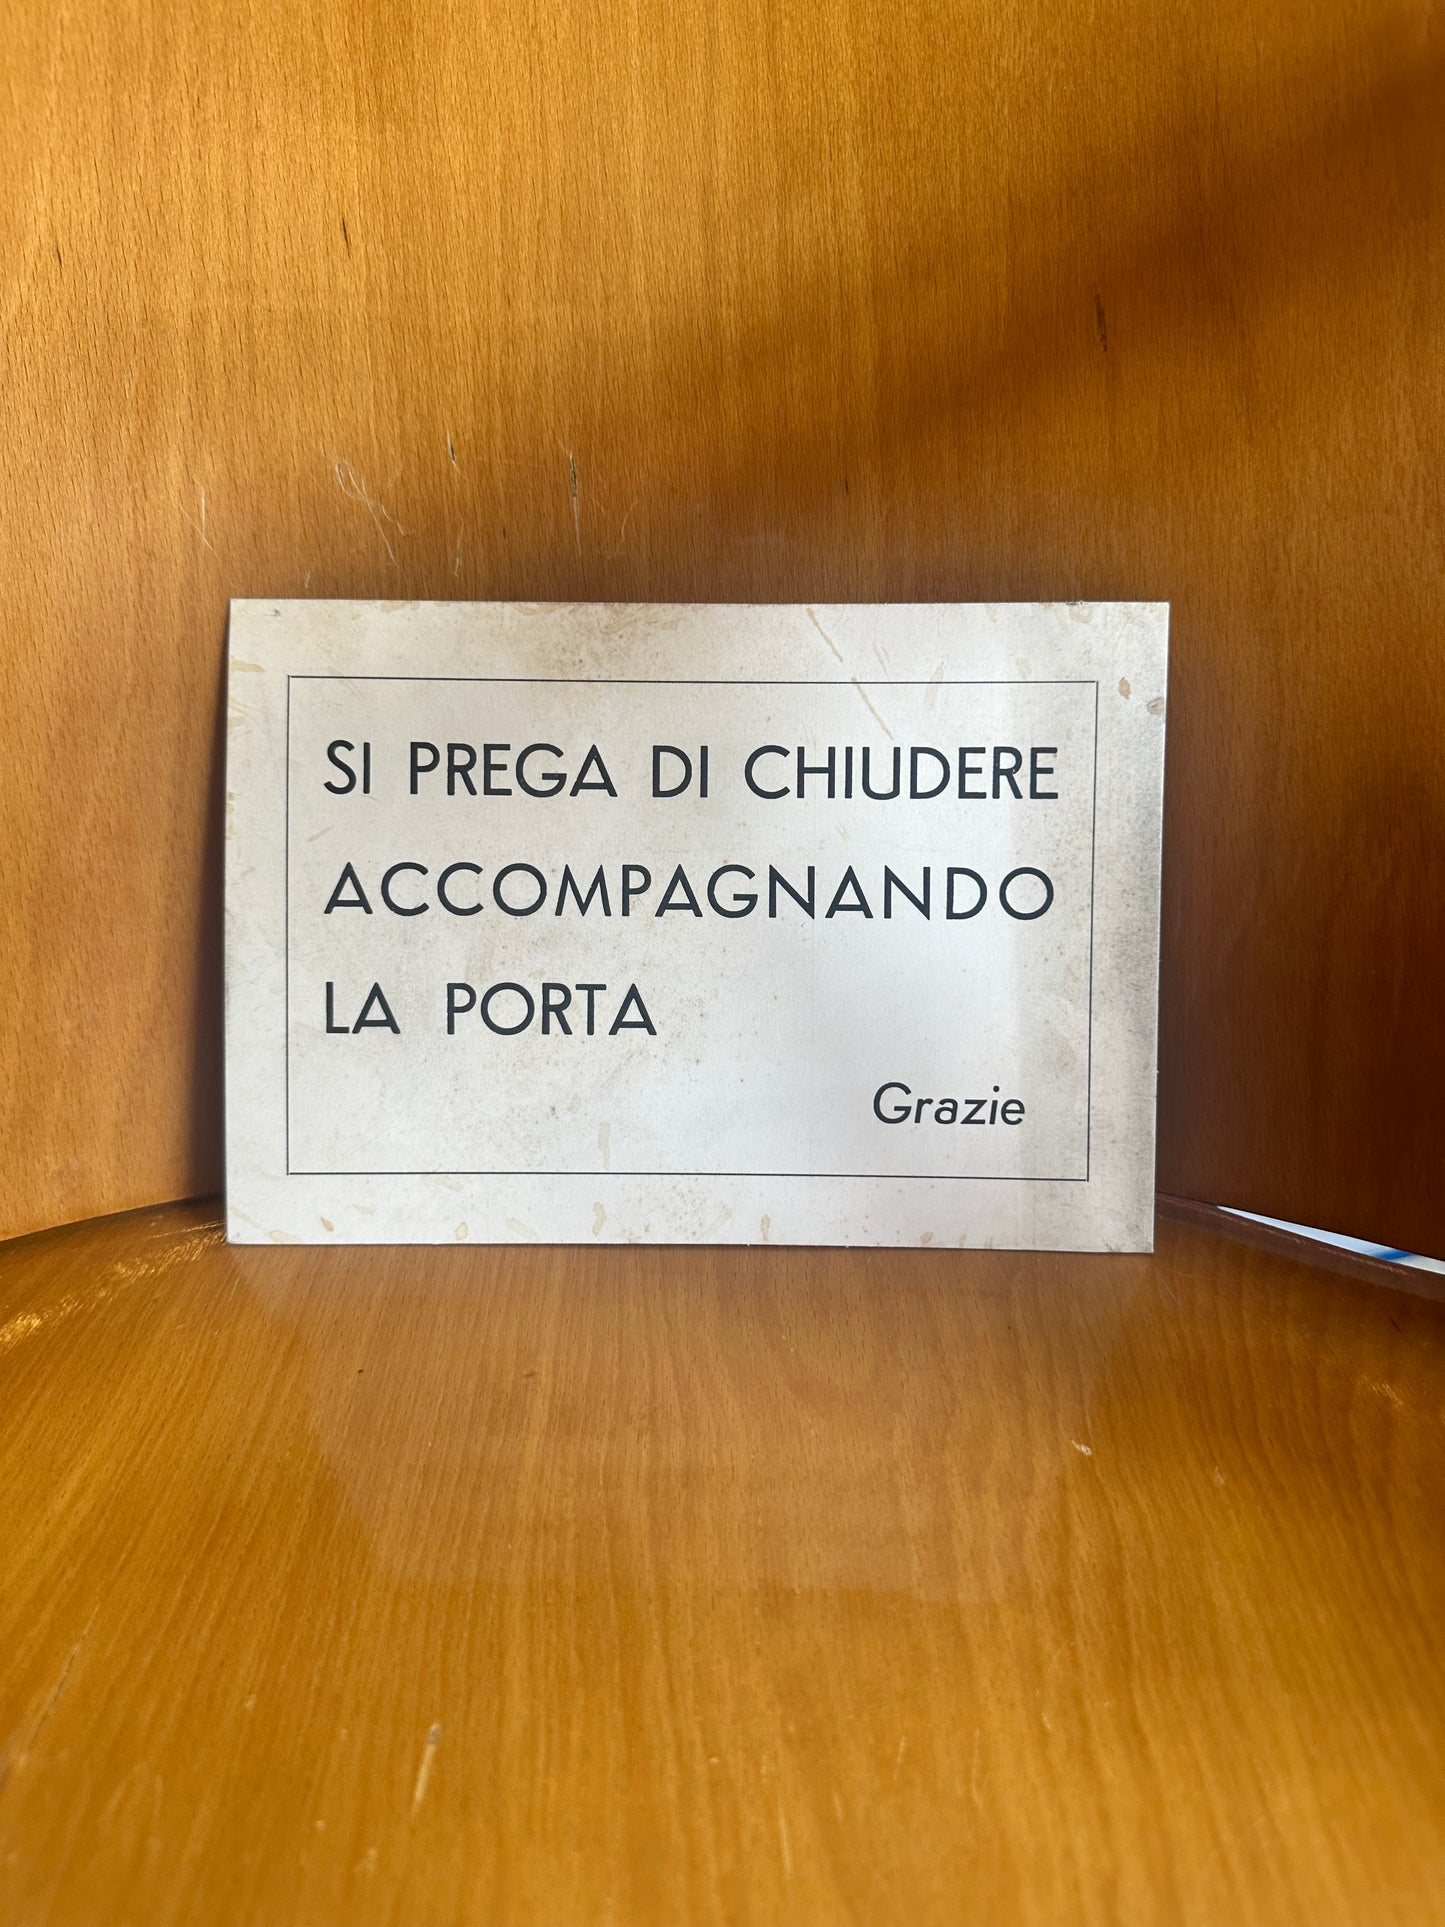 SI PREGA DI CHIUDERE
ACCOMPAGNANDO
LA PORTA
Grazie